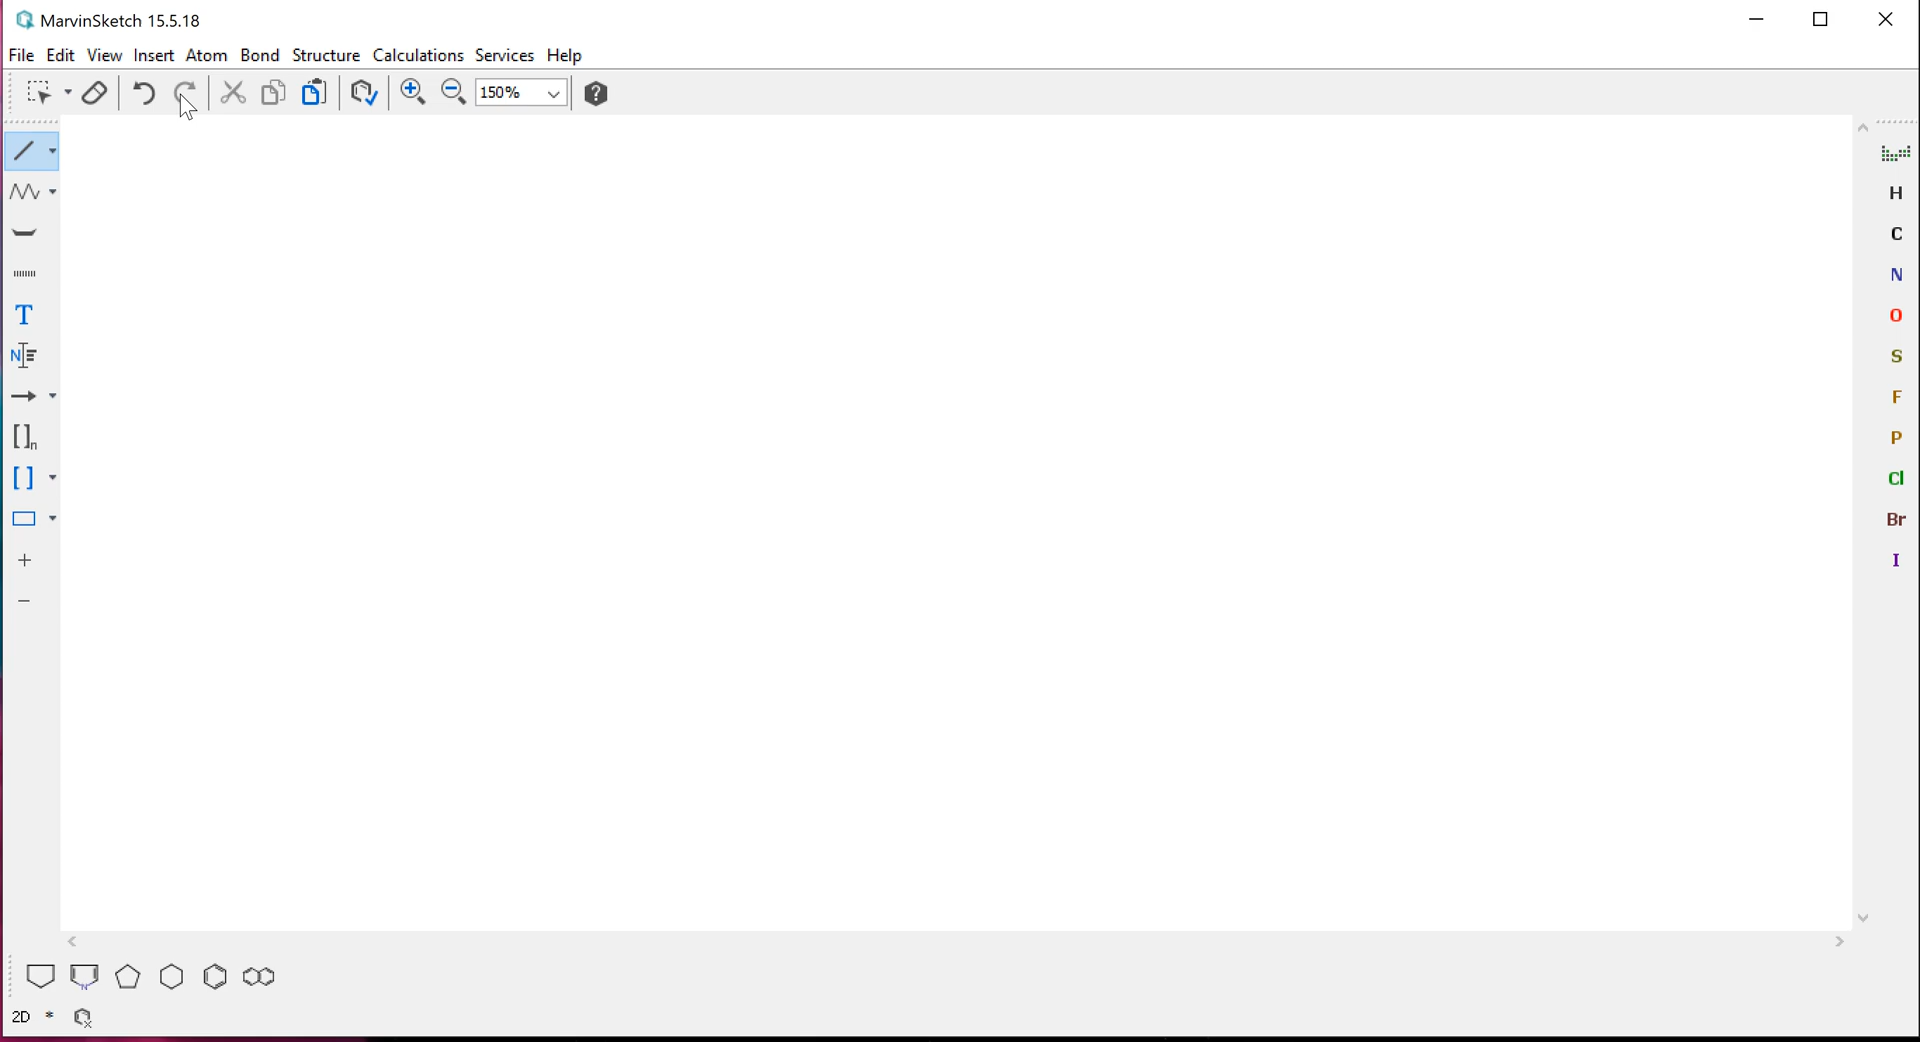 MarvinSketch 15.5.18
File Edit View Insert Atom Bond Structure Calculations Services Help
150%
H
C
N
O
S
F
P
Cl
Br
I
T
N
[ ]n
[ ]
N
2D *